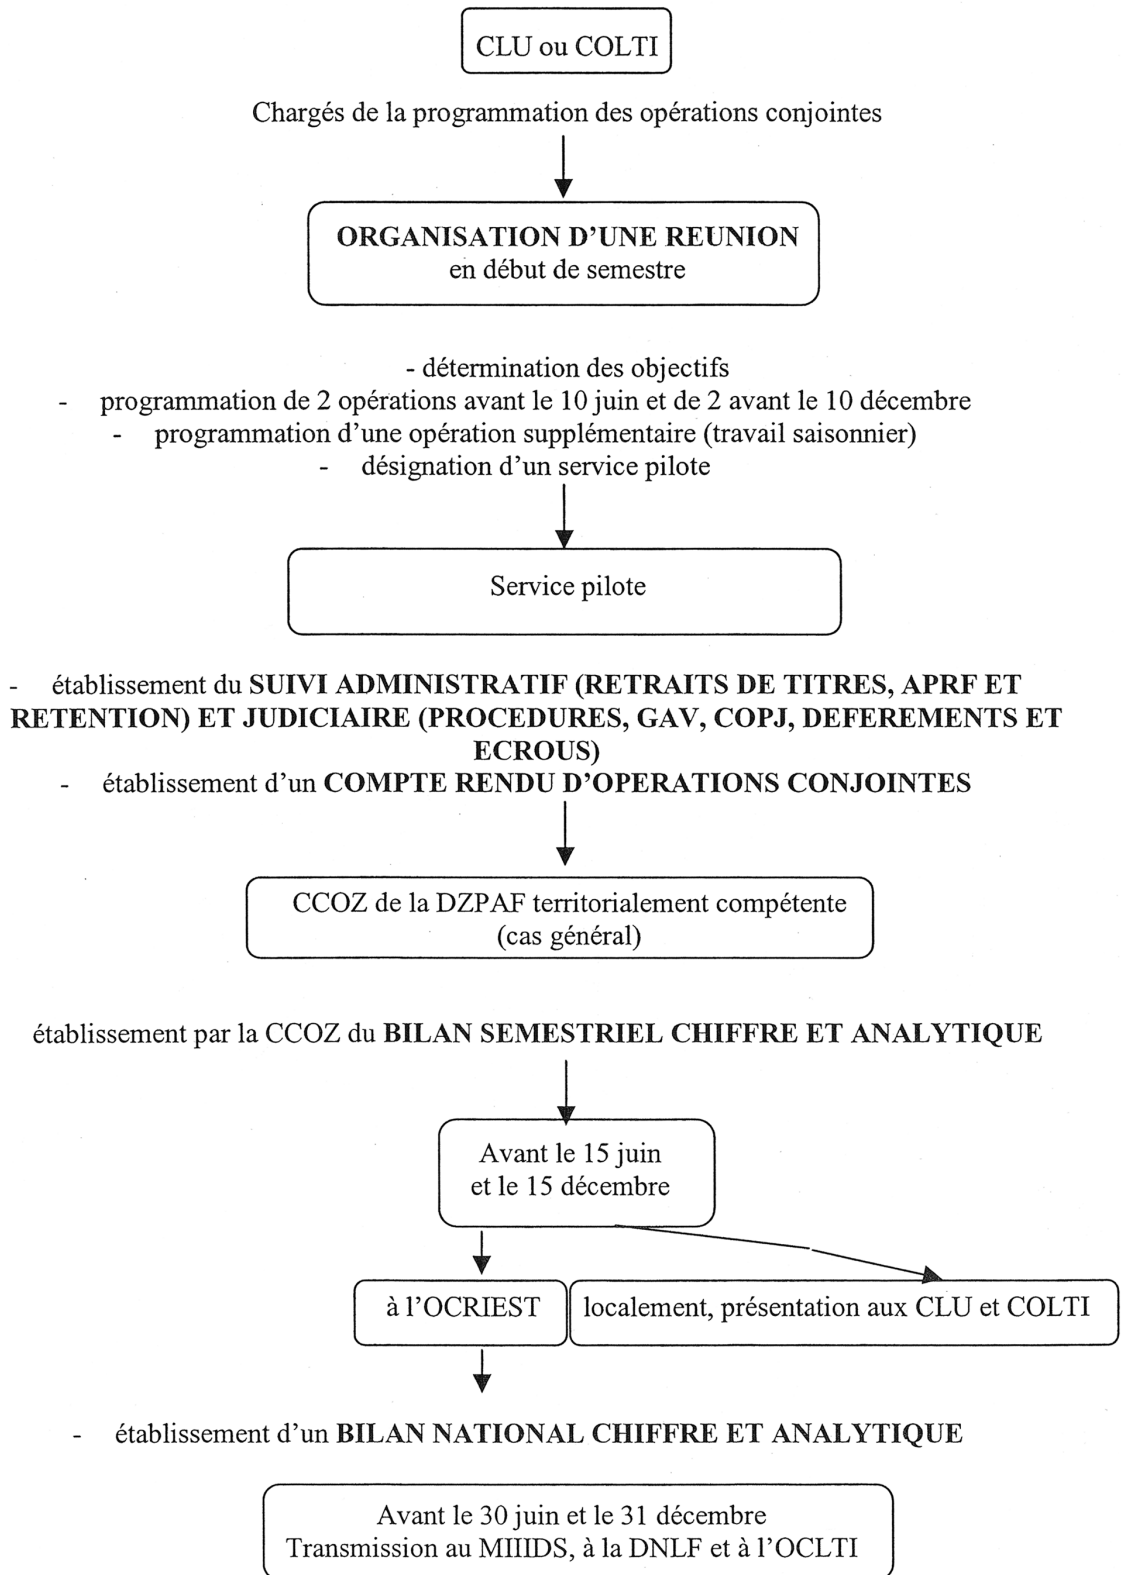 CLU ou COLTI
Chargés de la programmation des opérations conjointes
ORGANISATION D’UNE REUNION
en début de semestre
- détermination des objectifs
- programmation de 2 opérations avant le 10 juin et de 2 avant le 10 décembre
- programmation d’une opération supplémentaire (travail saisonnier)
- désignation d’un service pilote
Service pilote
- établissement du SUIVI ADMINISTRATIF (RETRAITS DE TITRES, APRF ET
RETENTION) ET JUDICIAIRE (PROCEDURES, GAV, COPJ, DEFEREMENTS ET
ECROUS)
- établissement d’un COMPTE RENDU D’OPERATIONS CONJOINTES
CCOZ de la DZPAF territorialement compétente
(cas général)
établissement par la CCOZ du BILAN SEMESTRIEL CHIFFRE ET ANALYTIQUE
Avant le 15 juin
et le 15 décembre
à l’OCRIEST
localement, présentation aux CLU et COLTI
- établissement d’un BILAN NATIONAL CHIFFRE ET ANALYTIQUE
Avant le 30 juin et le 31 décembre
Transmission au MIIIDS, à la DNLF et à l’OCLTI